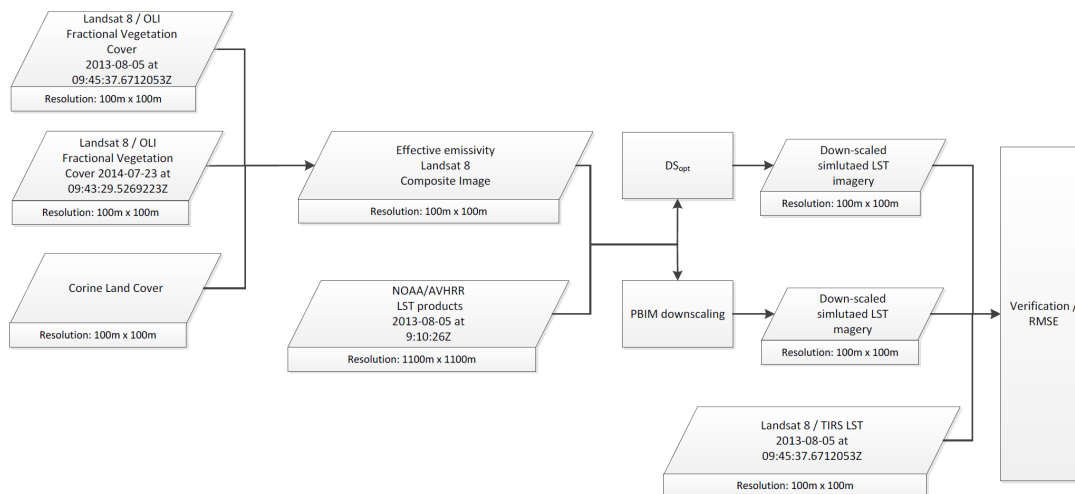 Landsat 8 / OLI
Fractional Vegetation
Cover
2013-08-05 at
09:45:37.6712053Z
Resolution: 100m x 100m
Landsat 8 / OLI
Fractional Vegetation
Cover 2014-07-23 at
09:43:29.5269223Z
Resolution: 100m x 100m
Corine Land Cover
Resolution: 100m x 100m
Effective emissivity
Landsat 8
Composite Image
Resolution: 100m x 100m
NOAA/AVHRR
LST products
2013-08-05 at
9:10:26Z
Resolution: 1100m x 1100m
DSopt
PBIM downscaling
Down-scaled
simlutaed LST
imagery
Resolution: 100m x 100m
Down-scaled
simlutaed LST
magery
Resolution: 100m x 100m
Landsat 8 / TIRS LST
2013-08-05 at
09:45:37.6712053Z
Resolution: 100m x 100m
Verification /
RMSE